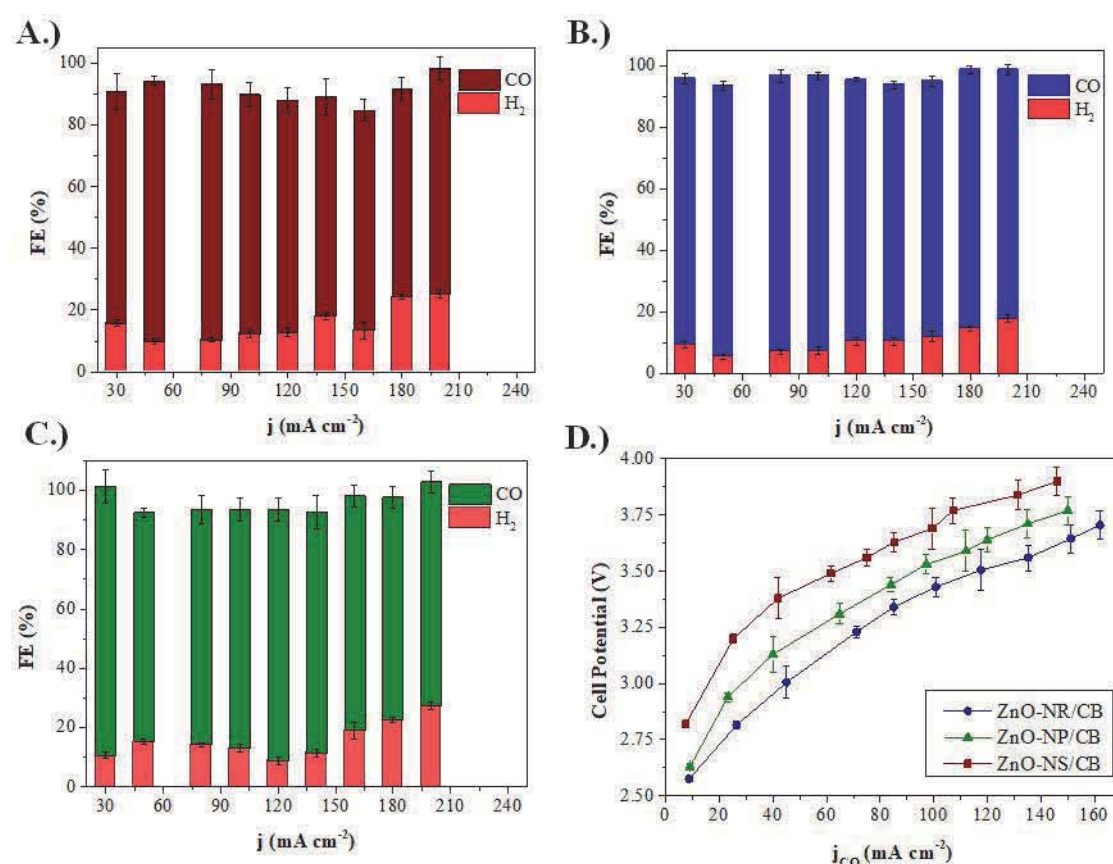 A.)
100
80
60
40
20
0
FE (%)
CO
H2
30 60 90 120 150 180 210 240
j (mA cm-2)
B.)
100
80
60
40
20
0
FE (%)
CO
H2
30 60 90 120 150 180 210 240
j (mA cm-2)
C.)
100
80
60
40
20
0
FE (%)
CO
H2
30 60 90 120 150 180 210 240
j (mA cm-2)
D.)
4.00
3.75
3.50
3.25
3.00
2.75
2.50
Cell Potential (V)
ZnO-NR/CB
ZnO-NP/CB
ZnO-NS/CB
0 20 40 60 80 100 120 140 160
jCO (mA cm-2)